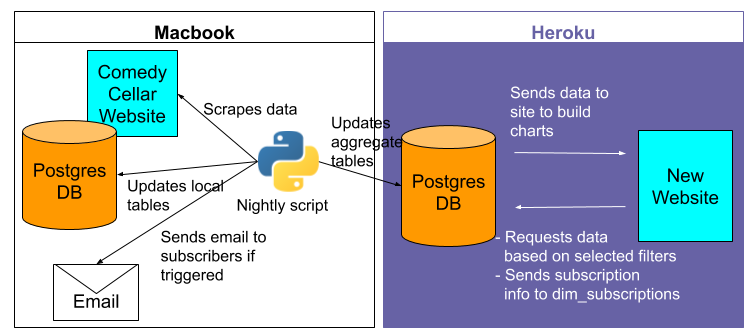 Macbook
Heroku
Comedy
Cellar
Website
Scrapes data
Postgres
DB
Updates local
tables
Nightly script
Sends email to
subscribers if
triggered
Email
Updates
aggregate
tables
Postgres
DB
Sends data to
site to build
charts
New
Website
- Requests data
based on selected filters
- Sends subscription
info to dim_subscriptions